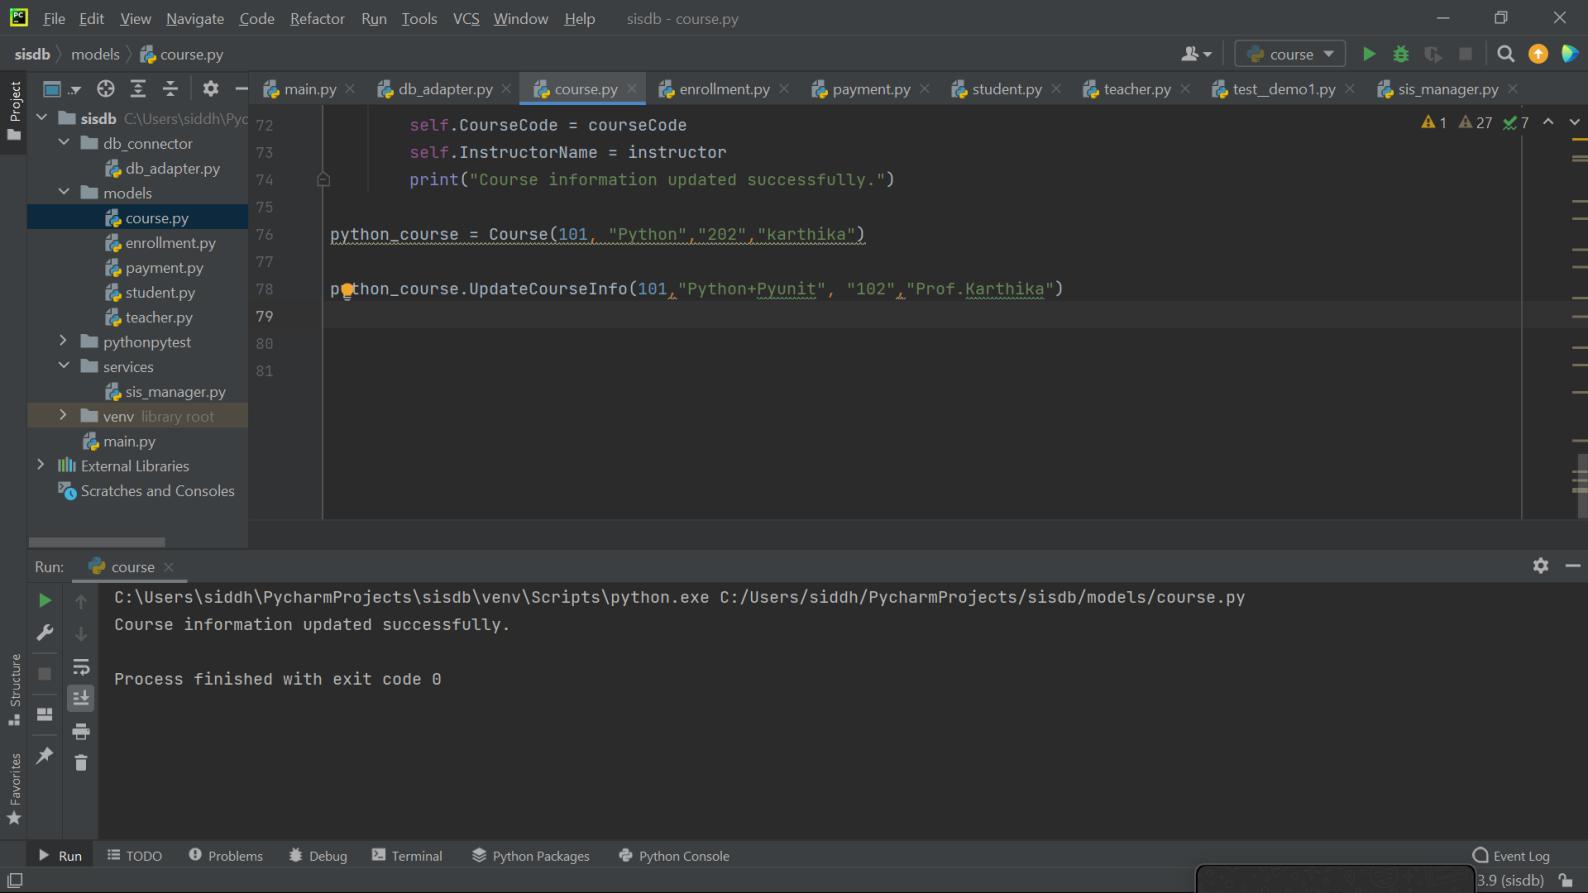 PC File Edit View Navigate Code Refactor Run Tools VCS Window Help sisdb - course.py
sisdb models course.py course
main.py db_adapter.py course.py enrollment.py payment.py student.py teacher.py test_demo1.py sis_manager.py
Project
sisdb C:\Users\siddh\Pyc
db_connector
db_adapter.py
models
course.py
enrollment.py
payment.py
student.py
teacher.py
pythonpytest
services
sis_manager.py
venv library root
main.py
External Libraries
Scratches and Consoles
1 27 7
72 self.CourseCode = courseCode
73 self.InstructorName = instructor
74 print("Course information updated successfully.")
75
76 python_course = Course(101, "Python","202","karthika")
77
78 python_course.UpdateCourseInfo(101,"Python+Pyunit", "102","Prof.Karthika")
79
80
81
Run: course
C:\Users\siddh\PycharmProjects\sisdb\venv\Scripts\python.exe C:/Users/siddh/PycharmProjects/sisdb/models/course.py
Course information updated successfully.
Process finished with exit code 0
Structure
Favorites
Run TODO Problems Debug Terminal Python Packages Python Console Event Log
3.9 (sisdb)